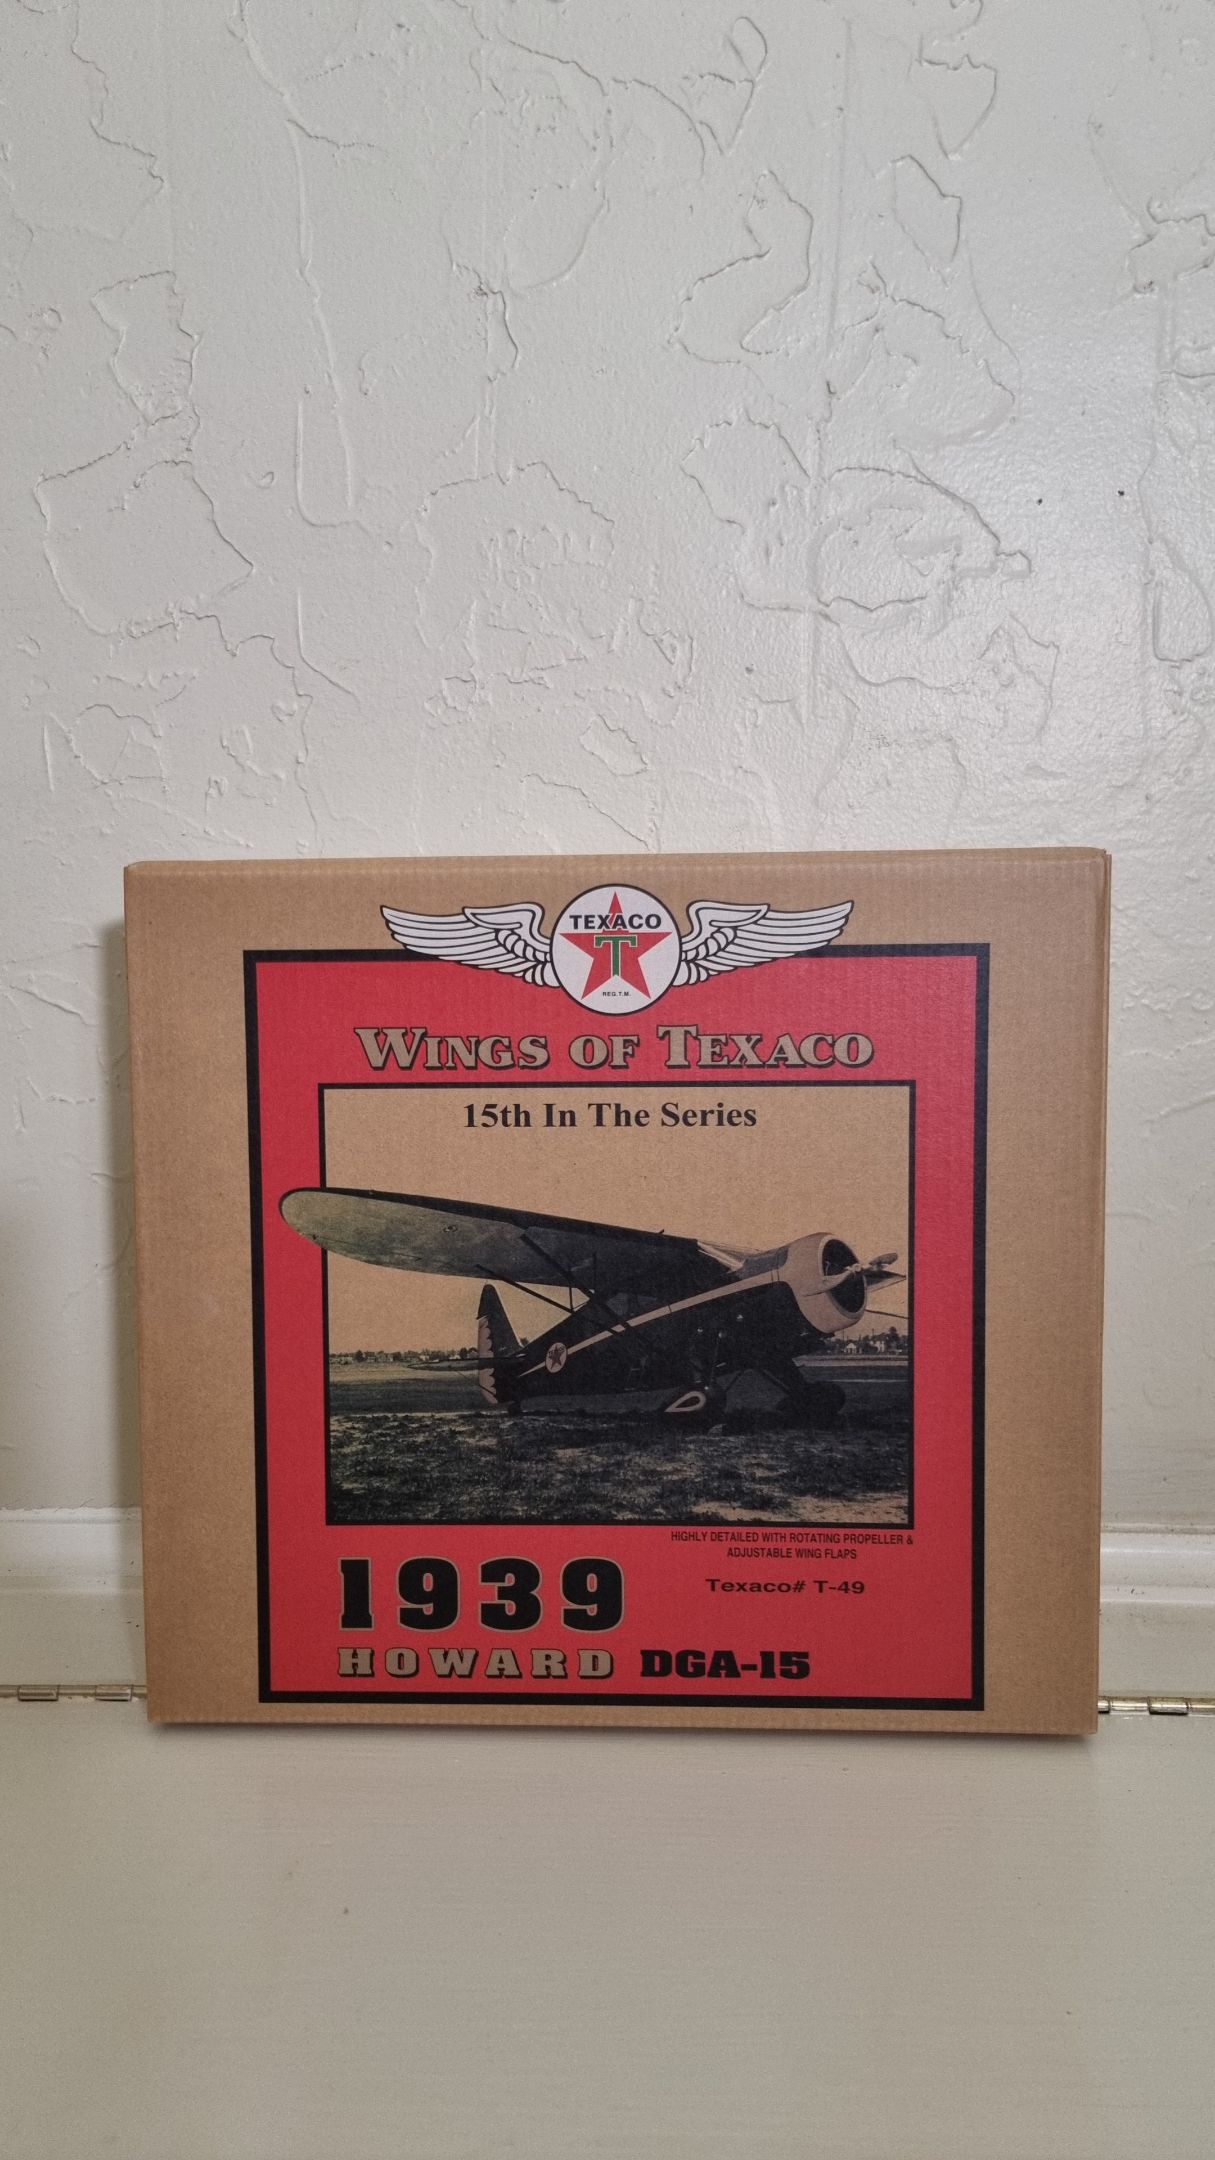 TEXACO
T
REG.T.M.
WINGS OF TEXACO
15th In The Series
HIGHLY DETAILED WITH ROTATING PROPELLER &
ADJUSTABLE WING FLAPS
Texaco# T-49
1939
HOWARD DGA-15